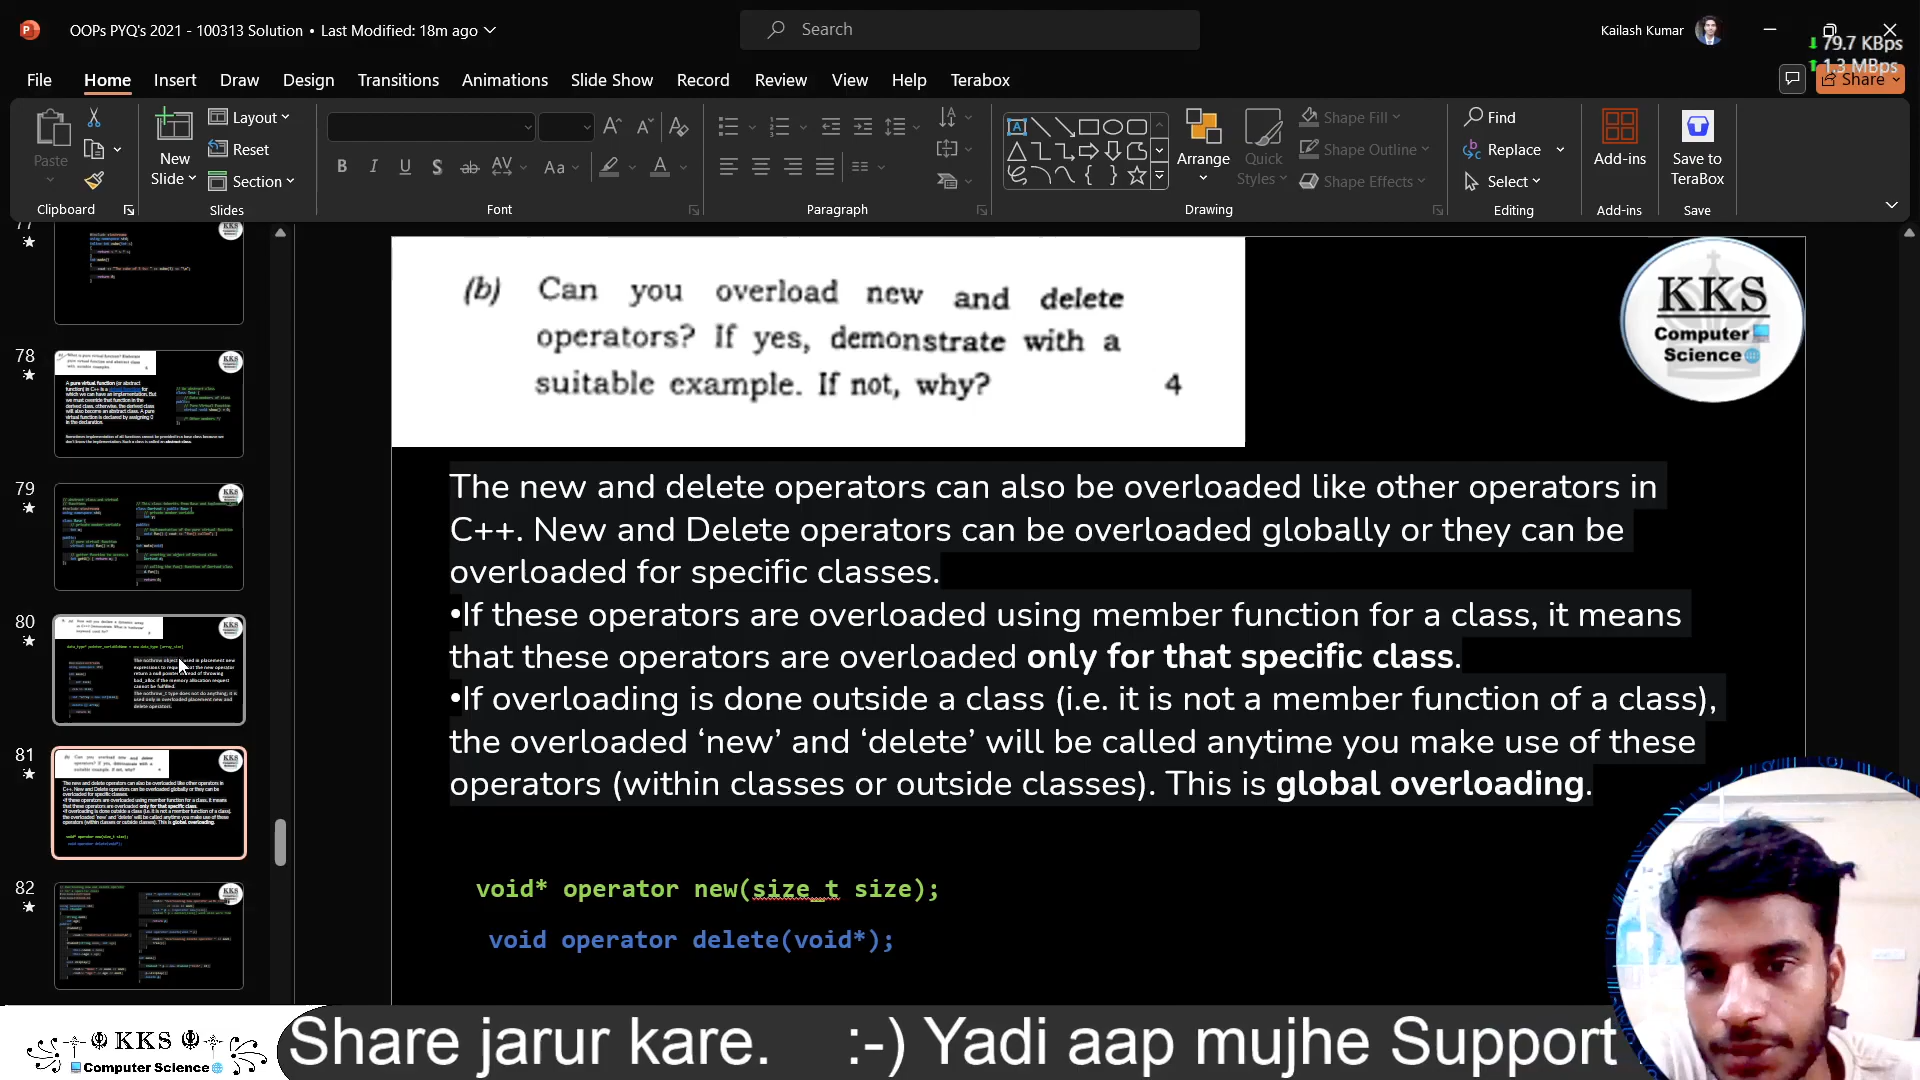 OOPs PYQ's 2021 - 100313 Solution • Last Modified: 18m ago
Search
Kailash Kumar
79.7 KBps
1.3 MBps
File Home Insert Draw Design Transitions Animations Slide Show Record Review View Help Terabox
Share
Paste
New Slide
Layout
Reset
Section
Arrange
Quick Styles
Shape Fill
Shape Outline
Shape Effects
Find
Replace
Select
Add-ins
Save to TeraBox
Clipboard Slides Font Paragraph Drawing Editing Add-ins Save
77
78
79
80
81
82
(b) Can you overload new and delete
operators? If yes, demonstrate with a
suitable example. If not, why? 4
KKS
Computer
Science
The new and delete operators can also be overloaded like other operators in
C++. New and Delete operators can be overloaded globally or they can be
overloaded for specific classes.
•If these operators are overloaded using member function for a class, it means
that these operators are overloaded only for that specific class.
•If overloading is done outside a class (i.e. it is not a member function of a class),
the overloaded ‘new’ and ‘delete’ will be called anytime you make use of these
operators (within classes or outside classes). This is global overloading.
void* operator new(size_t size);
void operator delete(void*);
KKS
Computer Science
Share jarur kare. :-) Yadi aap mujhe Support